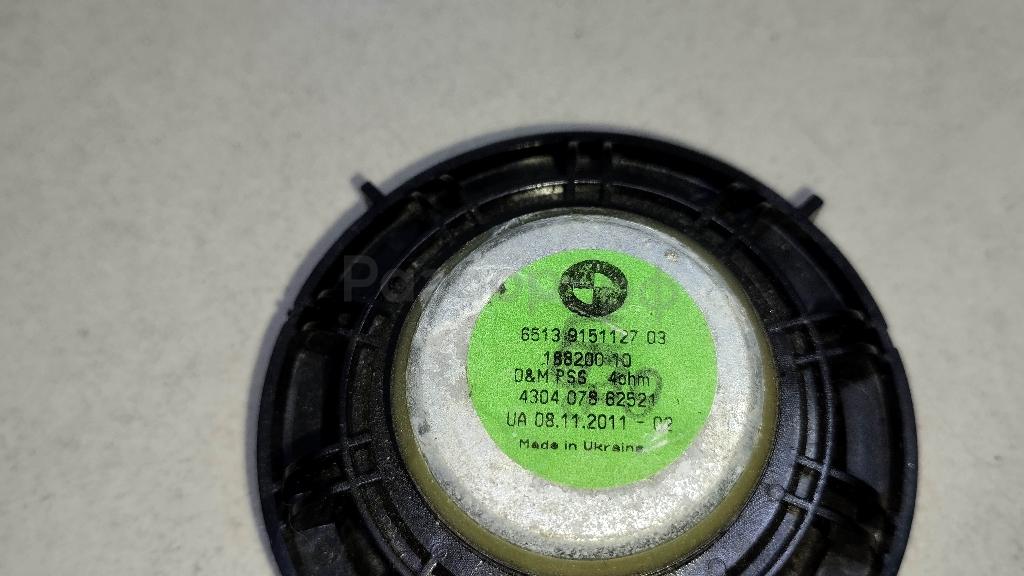 6513 9151127 03
188200-10
D&M PSS 4ohm
4304 078 62521
UA 08.11.2011 - 02
Made in Ukraine